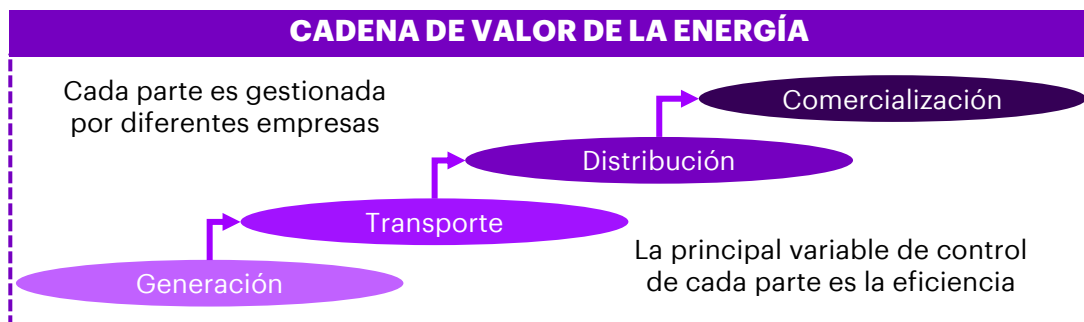 CADENA DE VALOR DE LA ENERGÍA
Cada parte es gestionada
por diferentes empresas
Comercialización
Distribución
Transporte
Generación
La principal variable de control
de cada parte es la eficiencia